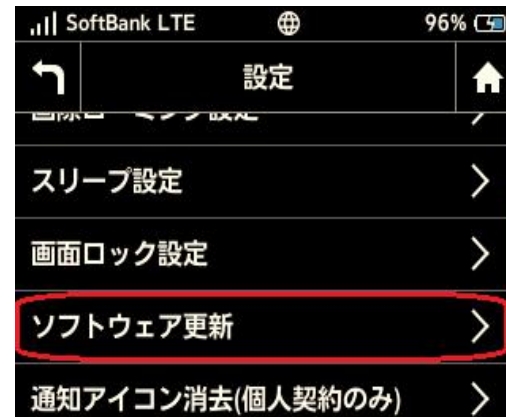 SoftBank LTE 96%
設定
スリープ設定
画面ロック設定
ソフトウェア更新
通知アイコン消去(個人契約のみ)